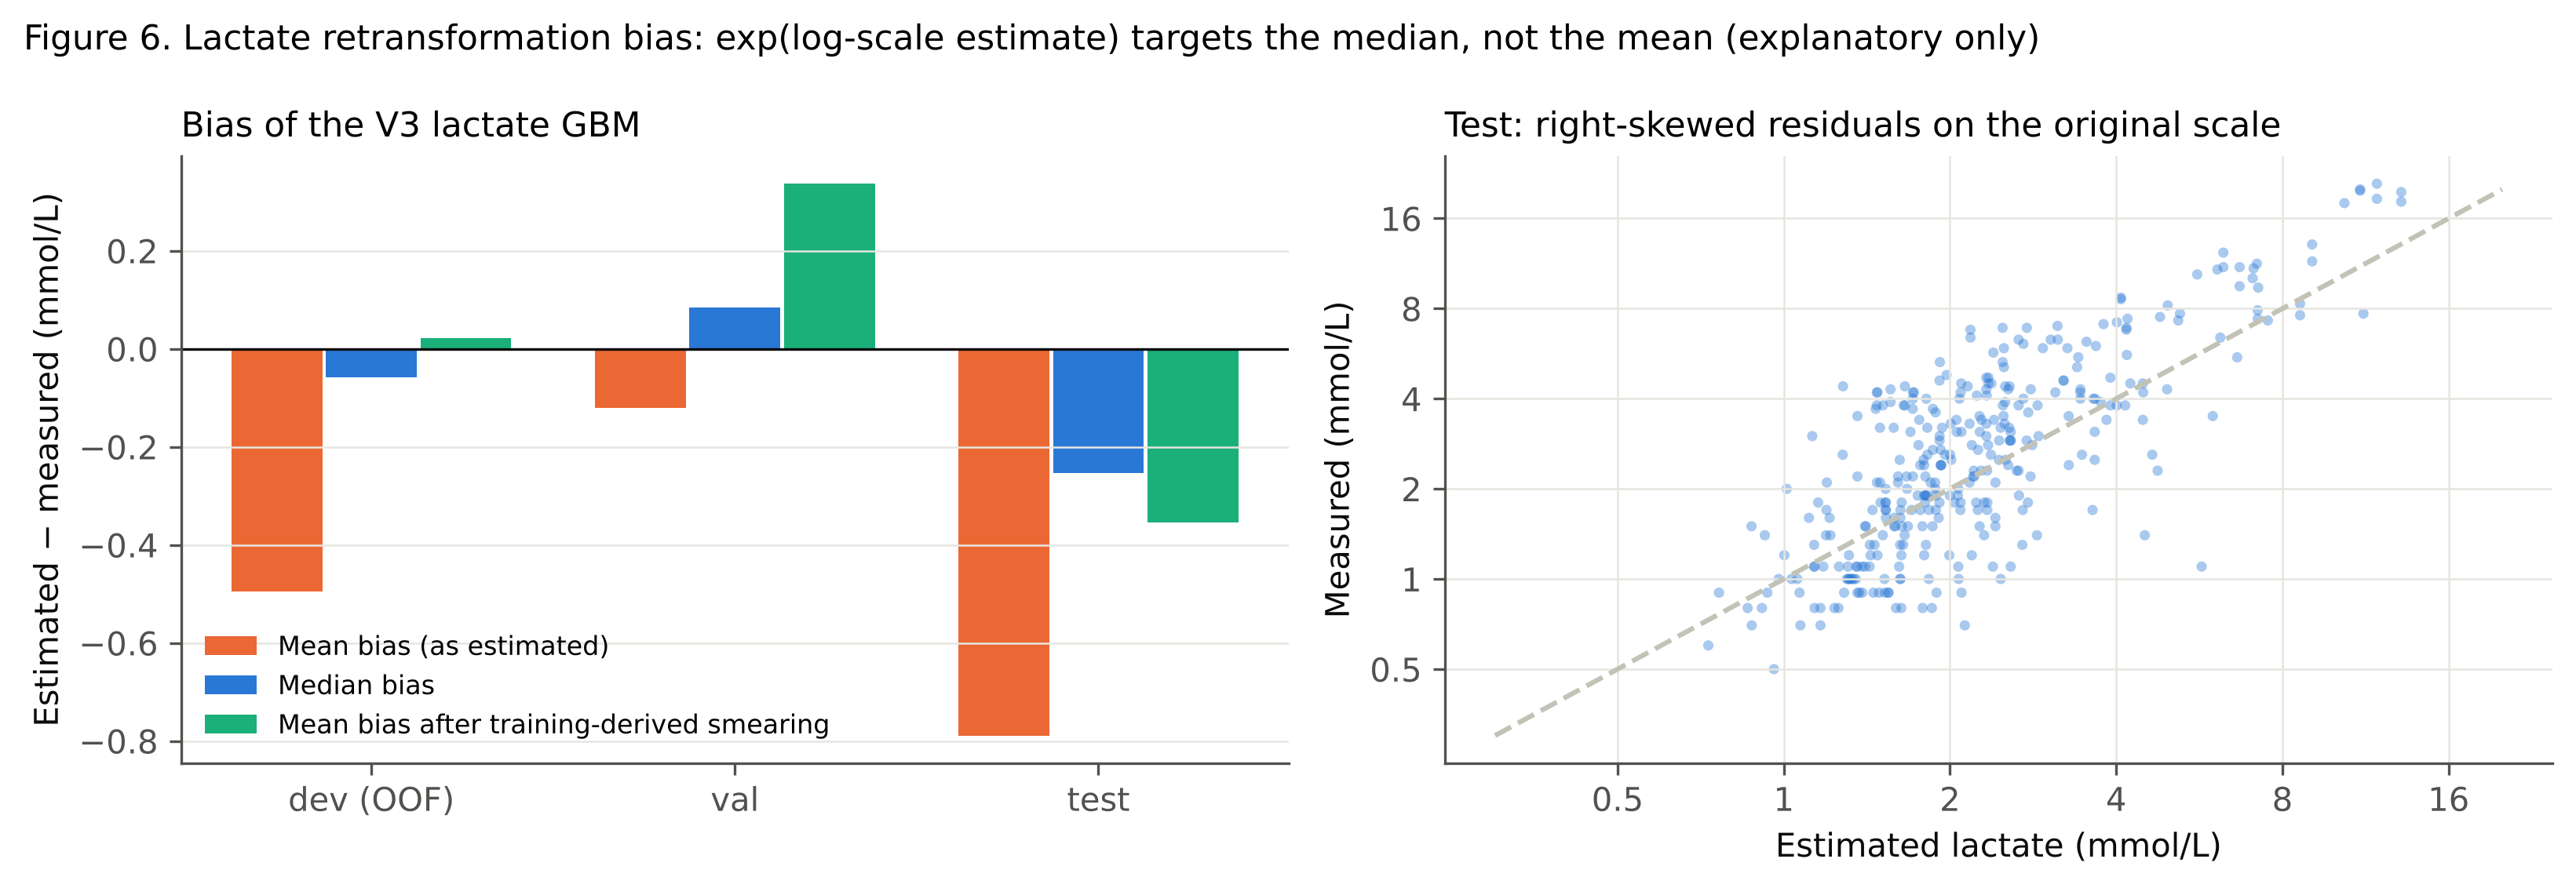 Figure 6. Lactate retransformation bias: exp(log-scale estimate) targets the median, not the mean (explanatory only)
Bias of the V3 lactate GBM
Estimated − measured (mmol/L)
0.2
0.0
−0.2
−0.4
−0.6
−0.8
Mean bias (as estimated)
Median bias
Mean bias after training-derived smearing
dev (OOF)
val
test
Test: right-skewed residuals on the original scale
Measured (mmol/L)
16
8
4
2
1
0.5
0.5
1
2
4
8
16
Estimated lactate (mmol/L)